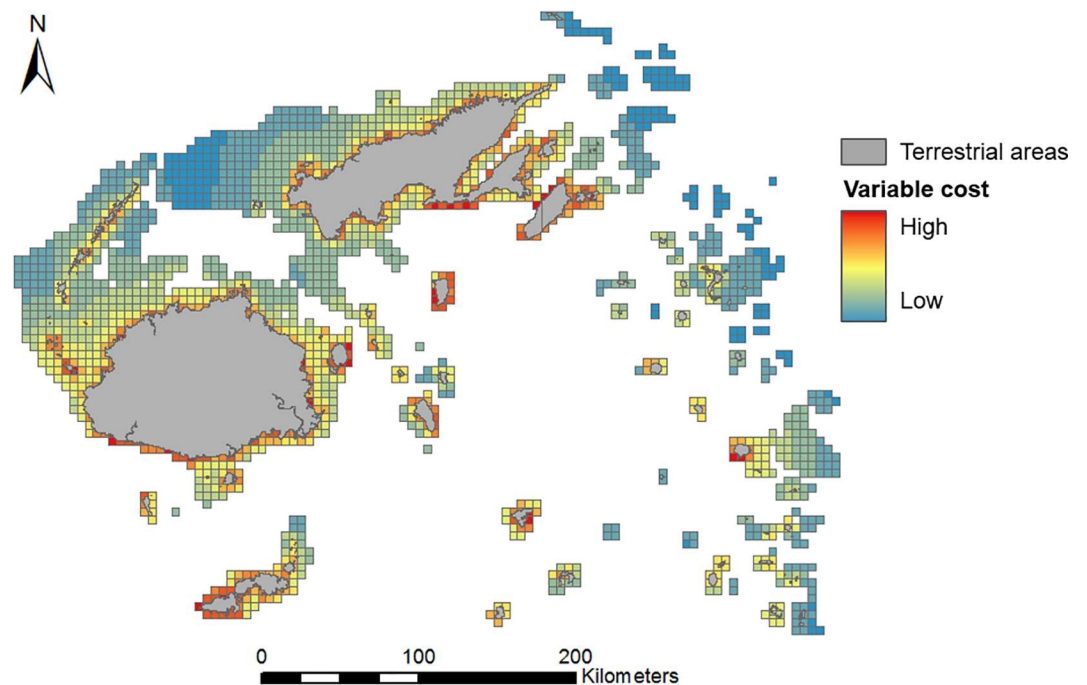 N
Terrestrial areas
Variable cost
High
Low
0 100 200
Kilometers